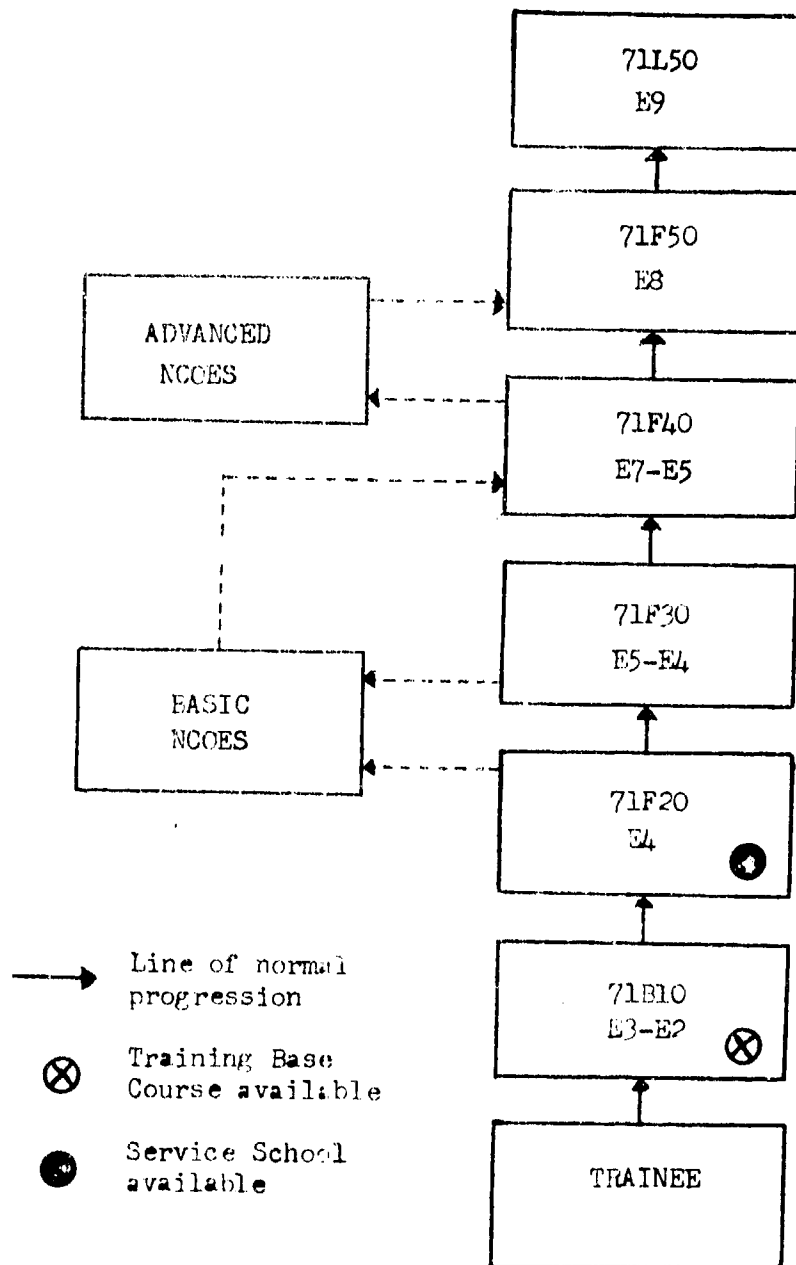 71L50
E9
71F50
E8
ADVANCED
NCOES
71F40
E7-E5
71F30
E5-E4
BASIC
NCOES
71F20
E4
Line of normal
progression
71B10
E3-E2
Training Base
Course available
Service School
available
TRAINEE